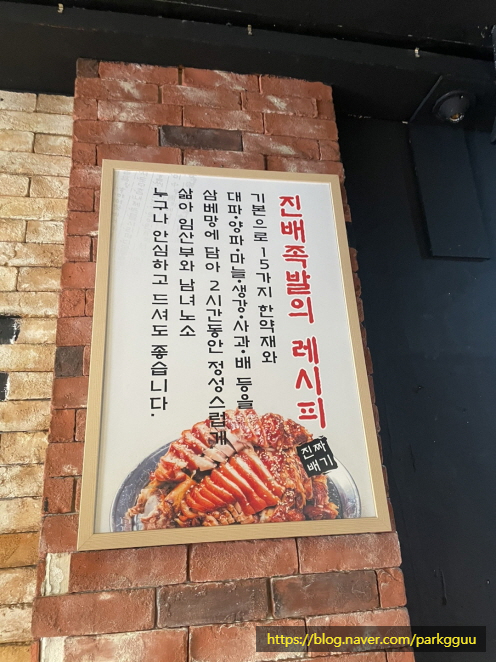 진배족발의 레시피
진짜
배기
기본으로 15가지 한약재와
대파·양파·마늘·생강·사과·배 등을
삼베망에 담아 2시간동안 정성스럽게
삶아 임산부와 남녀노소
누구나 안심하고 드셔도 좋습니다.
https://blog.naver.com/parkgguu